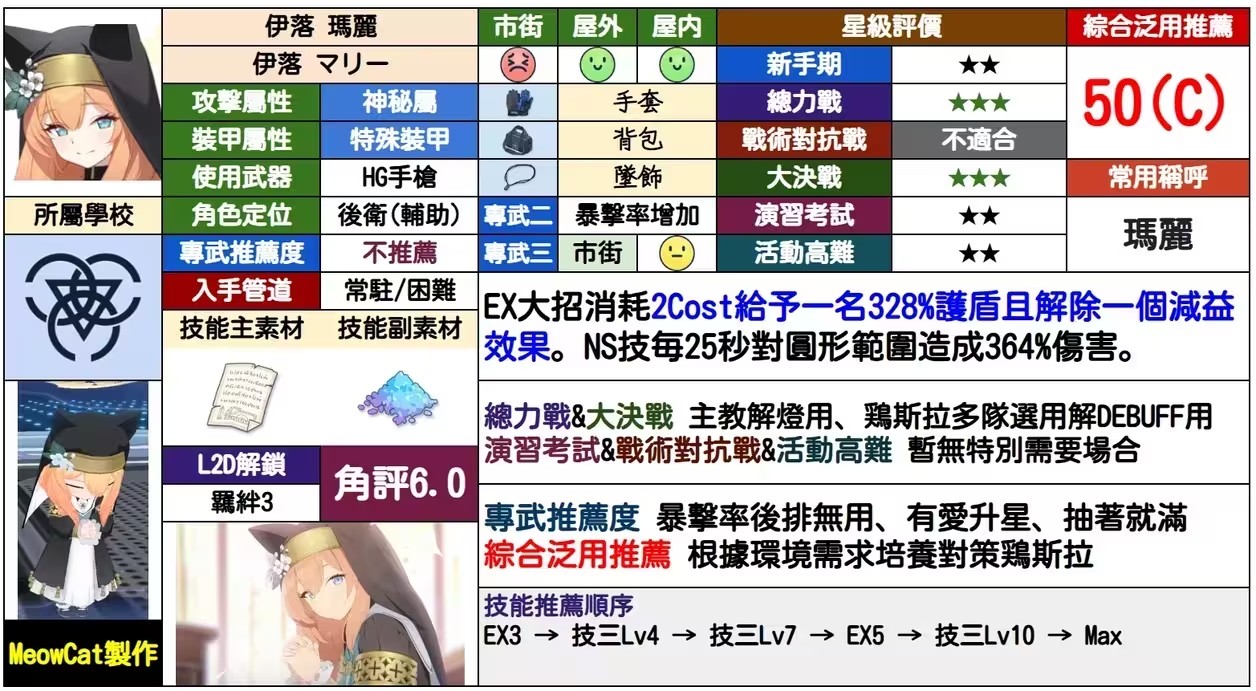 伊落 瑪麗
市街 屋外 屋内
星級評價
綜合泛用推薦
伊落 マリー
新手期 ★★
50(C)
攻擊屬性 神秘屬
手套
總力戰 ★★★
裝甲屬性 特殊裝甲
背包
戰術對抗戰 不適合
使用武器 HG手槍
墜飾
大決戰 ★★★
常用稱呼
所屬學校
角色定位 後衛(輔助)
專武二 暴擊率增加
演習考試 ★★
瑪麗
專武推薦度 不推薦
專武三 市街
活動高難 ★★
入手管道 常駐/困難
技能主素材 技能副素材
EX大招消耗2Cost給予一名328%護盾且解除一個減益
效果。NS技每25秒對圓形範圍造成364%傷害。
總力戰&大決戰 主教解燈用、鶏斯拉多隊選用解DEBUFF用
演習考試&戰術對抗戰&活動高難 暫無特別需要場合
L2D解鎖
羈絆3
角評6.0
專武推薦度 暴擊率後排無用、有愛升星、抽著就滿
綜合泛用推薦 根據環境需求培養對策鶏斯拉
技能推薦順序
EX3 → 技三Lv4 → 技三Lv7 → EX5 → 技三Lv10 → Max
MeowCat製作